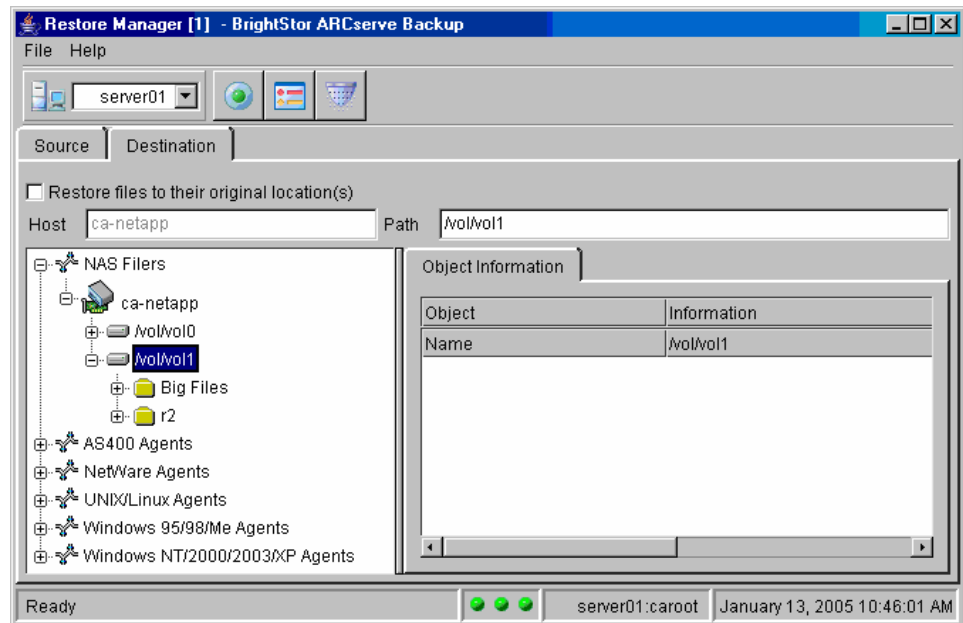 Restore Manager [1] - BrightStor ARCserve Backup
File Help
server01
Source Destination
Restore files to their original location(s)
Host ca-netapp Path /vol/vol1
NAS Filers
ca-netapp
/vol/vol0
/vol/vol1
Big Files
r2
AS400 Agents
NetWare Agents
UNIX/Linux Agents
Windows 95/98/Me Agents
Windows NT/2000/2003/XP Agents
Object Information
Object Information
Name /vol/vol1
Ready server01:caroot January 13, 2005 10:46:01 AM